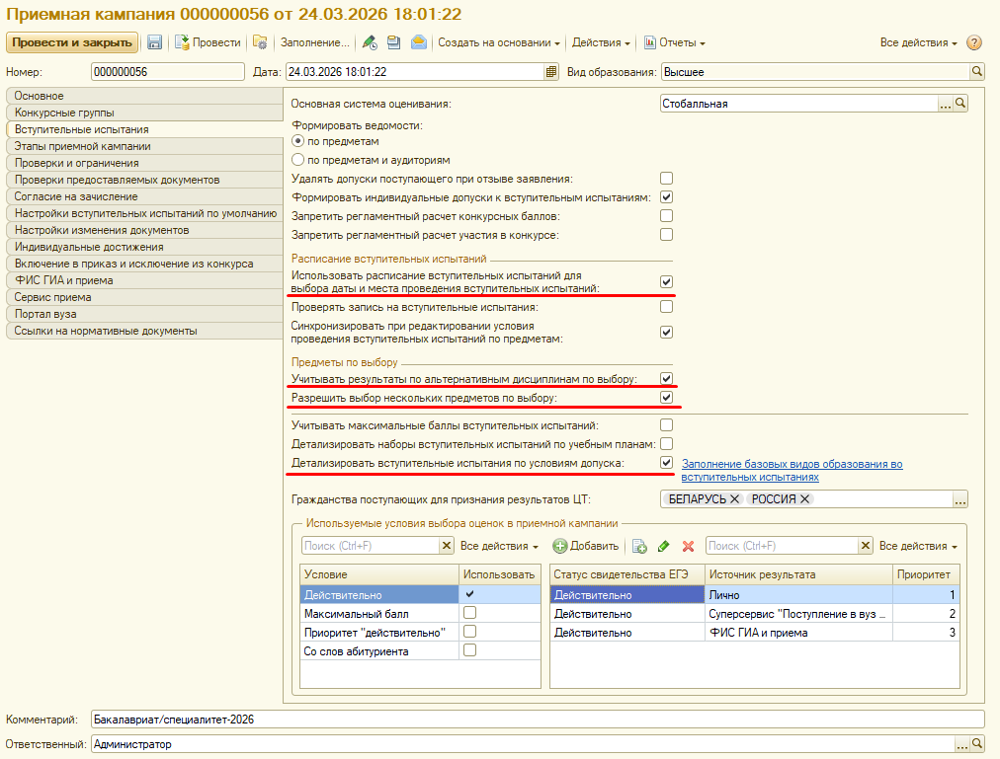 Приемная кампания 000000056 от 24.03.2026 18:01:22
Провести и закрыть Провести Заполнение... Создать на основании Действия Отчеты Все действия ?
Номер: 000000056 Дата: 24.03.2026 18:01:22 Вид образования: Высшее
Основное
Конкурсные группы
Вступительные испытания
Этапы приемной кампании
Проверки и ограничения
Проверки предоставляемых документов
Согласие на зачисление
Настройки вступительных испытаний по умолчанию
Настройки изменения документов
Индивидуальные достижения
Включение в приказ и исключение из конкурса
ФИС ГИА и приема
Сервис приема
Портал вуза
Ссылки на нормативные документы
Основная система оценивания: Стобалльная ...
Формировать ведомости:
по предметам
по предметам и аудиториям
Удалять допуски поступающего при отзыве заявления:
Формировать индивидуальные допуски к вступительным испытаниям:
Запретить регламентный расчет конкурсных баллов:
Запретить регламентный расчет участия в конкурсе:
Расписание вступительных испытаний
Использовать расписание вступительных испытаний для
выбора даты и места проведения вступительных испытаний:
Проверять запись на вступительные испытания:
Синхронизировать при редактировании условия
проведения вступительных испытаний по предметам:
Предметы по выбору
Учитывать результаты по альтернативным дисциплинам по выбору:
Разрешить выбор нескольких предметов по выбору:
Учитывать максимальные баллы вступительных испытаний:
Детализировать наборы вступительных испытаний по учебным планам:
Детализировать вступительные испытания по условиям допуска:
Заполнение базовых видов образования во
вступительных испытаниях
Гражданства поступающих для признания результатов ЦТ: БЕЛАРУСЬ X РОССИЯ X ...
Используемые условия выбора оценок в приемной кампании
Поиск (Ctrl+F) Все действия Добавить Поиск (Ctrl+F) Все действия
Условие Использовать
Действительно
Максимальный балл
Приоритет "действительно"
Со слов абитуриента
Статус свидетельства ЕГЭ Источник результата Приоритет
Действительно Лично 1
Действительно Суперсервис "Поступление в вуз ... 2
Действительно ФИС ГИА и приема 3
Комментарий: Бакалавриат/специалитет-2026
Ответственный: Администратор ...